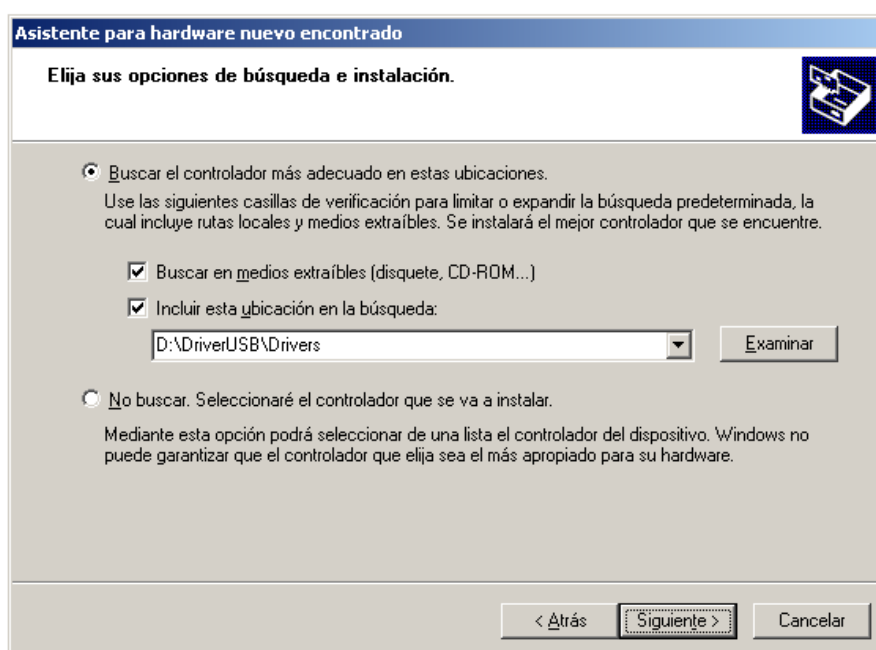 Asistente para hardware nuevo encontrado
Elija sus opciones de búsqueda e instalación.
Buscar el controlador más adecuado en estas ubicaciones.
Use las siguientes casillas de verificación para limitar o expandir la búsqueda predeterminada, la
cual incluye rutas locales y medios extraíbles. Se instalará el mejor controlador que se encuentre.
Buscar en medios extraíbles (disquete, CD-ROM...)
Incluir esta ubicación en la búsqueda:
D:\DriverUSB\Drivers
Examinar
No buscar. Seleccionaré el controlador que se va a instalar.
Mediante esta opción podrá seleccionar de una lista el controlador del dispositivo. Windows no
puede garantizar que el controlador que elija sea el más apropiado para su hardware.
< Atrás
Siguiente >
Cancelar